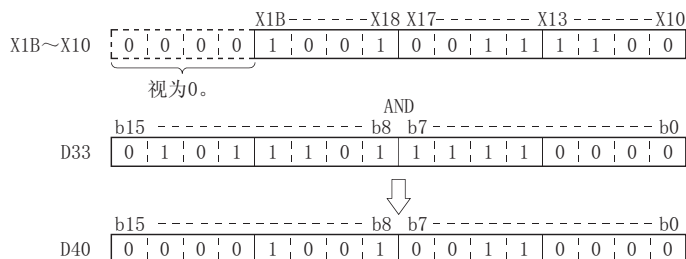 X1B X18 X17 X13 X10
X1B～X10 0 0 0 0 1 0 0 1 0 0 1 1 1 1 0 0
视为0。
AND
b15 b8 b7 b0
D33 0 1 0 1 1 1 0 1 1 1 1 1 0 0 0 0
b15 b8 b7 b0
D40 0 0 0 0 1 0 0 1 0 0 1 1 0 0 0 0